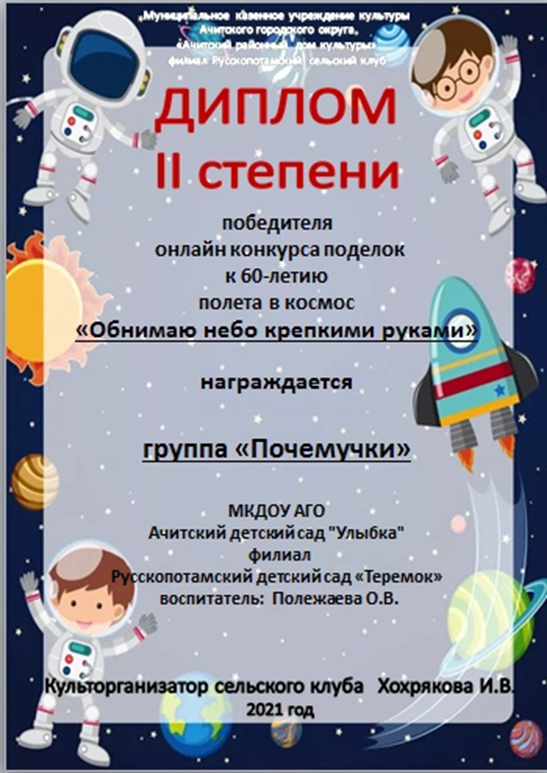 Муниципальное казенное учреждение культуры
Ачитского городского округа
«Ачитский районный дом культуры»
филиал Русскопотамский сельский клуб
ДИПЛОМ
II степени
победителя
онлайн конкурса поделок
к 60-летию
полета в космос
«Обнимаю небо крепкими руками»
награждается
группа «Почемучки»
МКДОУ АГО
Ачитский детский сад "Улыбка"
филиал
Русскопотамский детский сад «Теремок»
воспитатель: Полежаева О.В.
Культорганизатор сельского клуба Хохрякова И.В.
2021 год